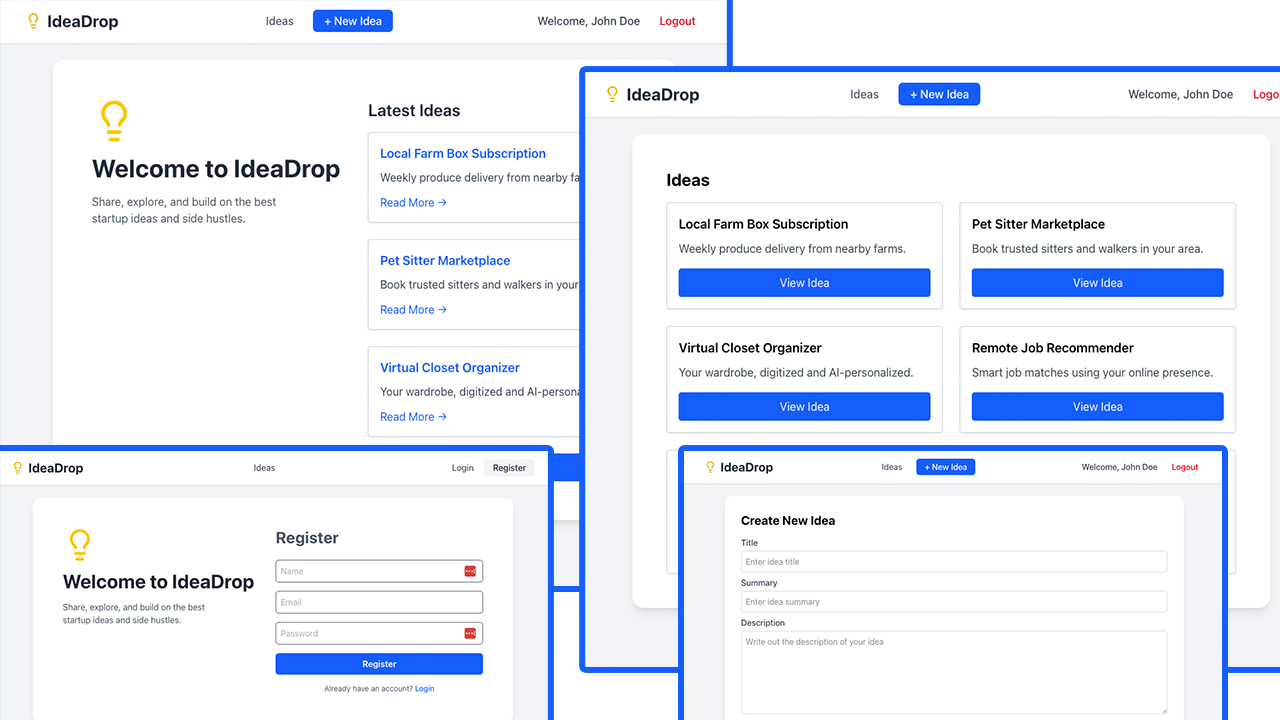 IdeaDrop
Ideas
+ New Idea
Welcome, John Doe
Logout
Welcome to IdeaDrop
Share, explore, and build on the best
startup ideas and side hustles.
Latest Ideas
Local Farm Box Subscription
Weekly produce delivery from nearby fa
Read More →
Pet Sitter Marketplace
Book trusted sitters and walkers in your
Read More →
Virtual Closet Organizer
Your wardrobe, digitized and AI-persona
Read More →
IdeaDrop
Ideas
+ New Idea
Welcome, John Doe
Logo
Ideas
Local Farm Box Subscription
Weekly produce delivery from nearby farms.
View Idea
Pet Sitter Marketplace
Book trusted sitters and walkers in your area.
View Idea
Virtual Closet Organizer
Your wardrobe, digitized and AI-personalized.
View Idea
Remote Job Recommender
Smart job matches using your online presence.
View Idea
IdeaDrop
Ideas
Login
Register
Welcome to IdeaDrop
Share, explore, and build on the best
startup ideas and side hustles.
Register
Name
Email
Password
Register
Already have an account? Login
IdeaDrop
Ideas
+ New Idea
Welcome, John Doe
Logout
Create New Idea
Title
Enter idea title
Summary
Enter idea summary
Description
Write out the description of your idea